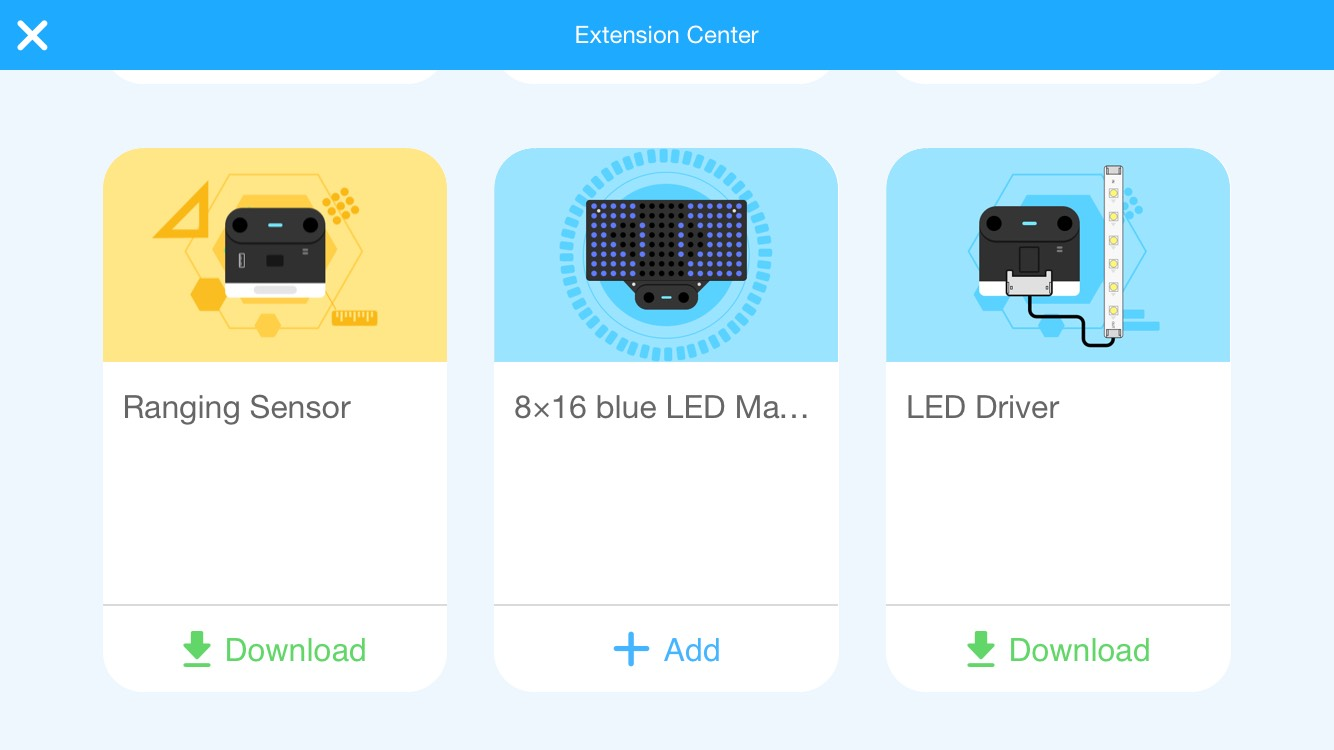 Extension Center
Ranging Sensor
8×16 blue LED Ma...
LED Driver
Download
Add
Download